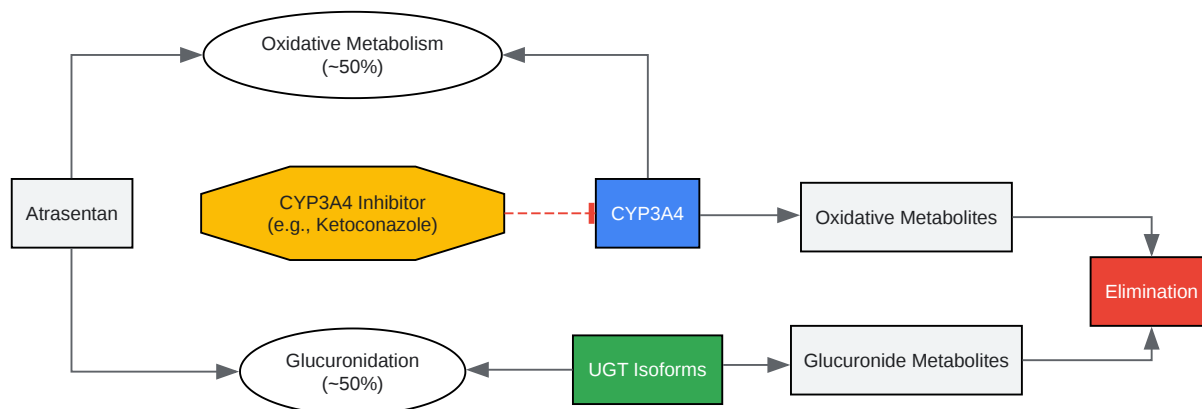 Oxidative Metabolism
(~50%)
Atrasentan
CYP3A4 Inhibitor
(e.g., Ketoconazole)
CYP3A4
Oxidative Metabolites
Elimination
Glucuronidation
(~50%)
UGT Isoforms
Glucuronide Metabolites